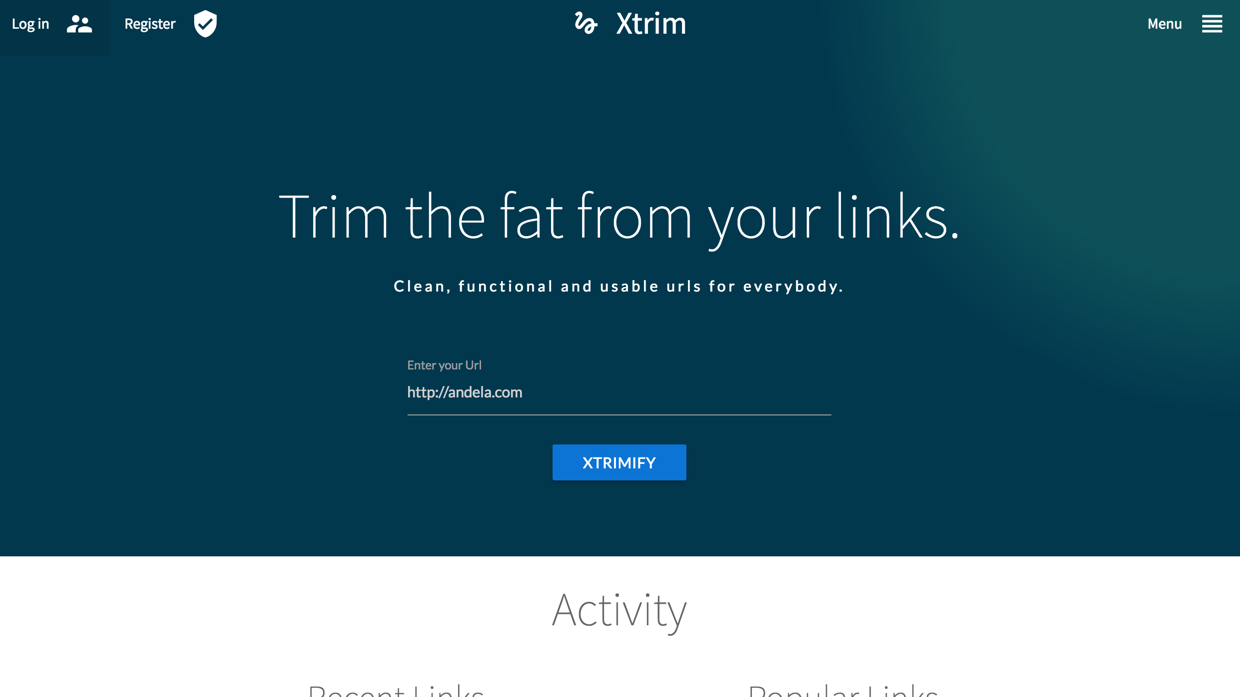 Log in
Register
Xtrim
Menu
Trim the fat from your links.
Clean, functional and usable urls for everybody.
Enter your Url
http://andela.com
XTRIMIFY
Activity
Recent Links
Popular Links